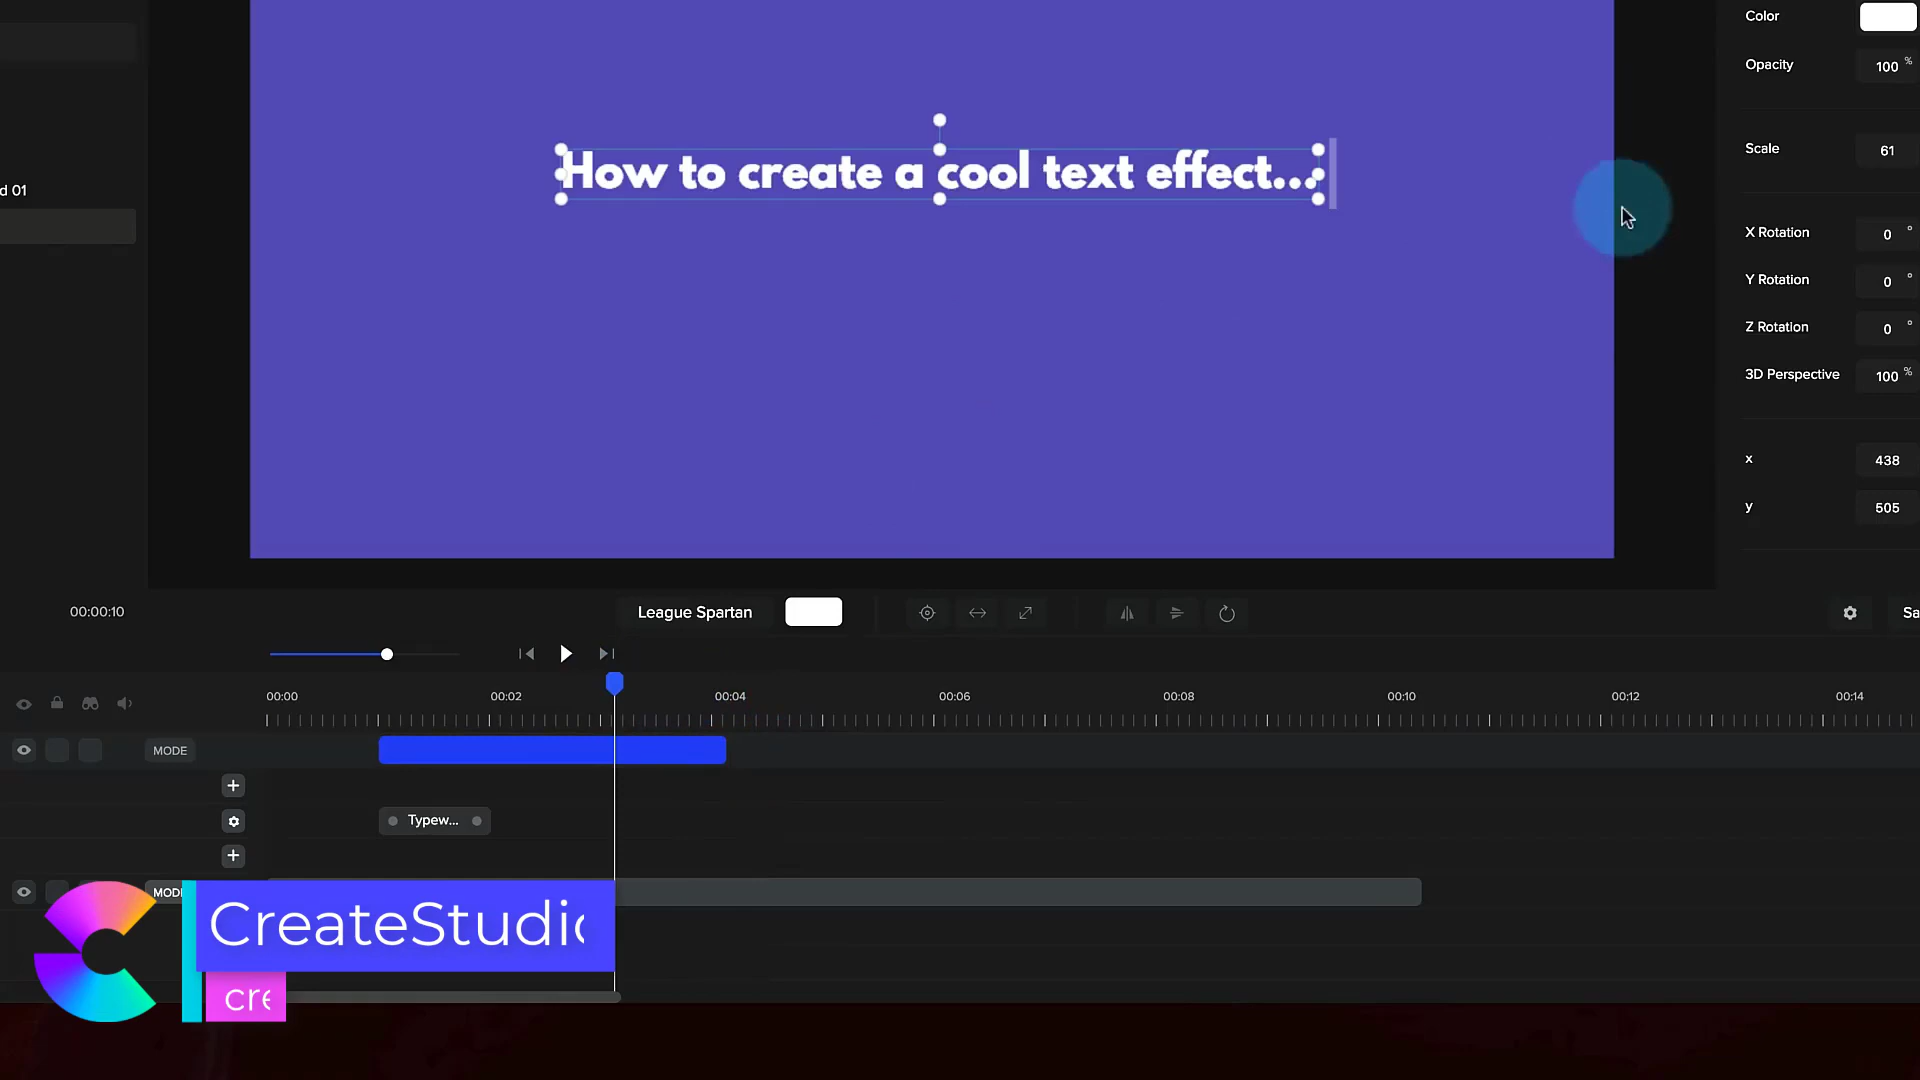 Color
Opacity 100 %
How to create a cool text effect...
Scale 61
d 01
X Rotation 0 °
Y Rotation 0 °
Z Rotation 0 °
3D Perspective 100 %
x 438
y 505
00:00:10
League Spartan
Sa
00:00 00:02 00:04 00:06 00:08 00:10 00:12 00:14
MODE
Typew...
MOD
CreateStudio
cre